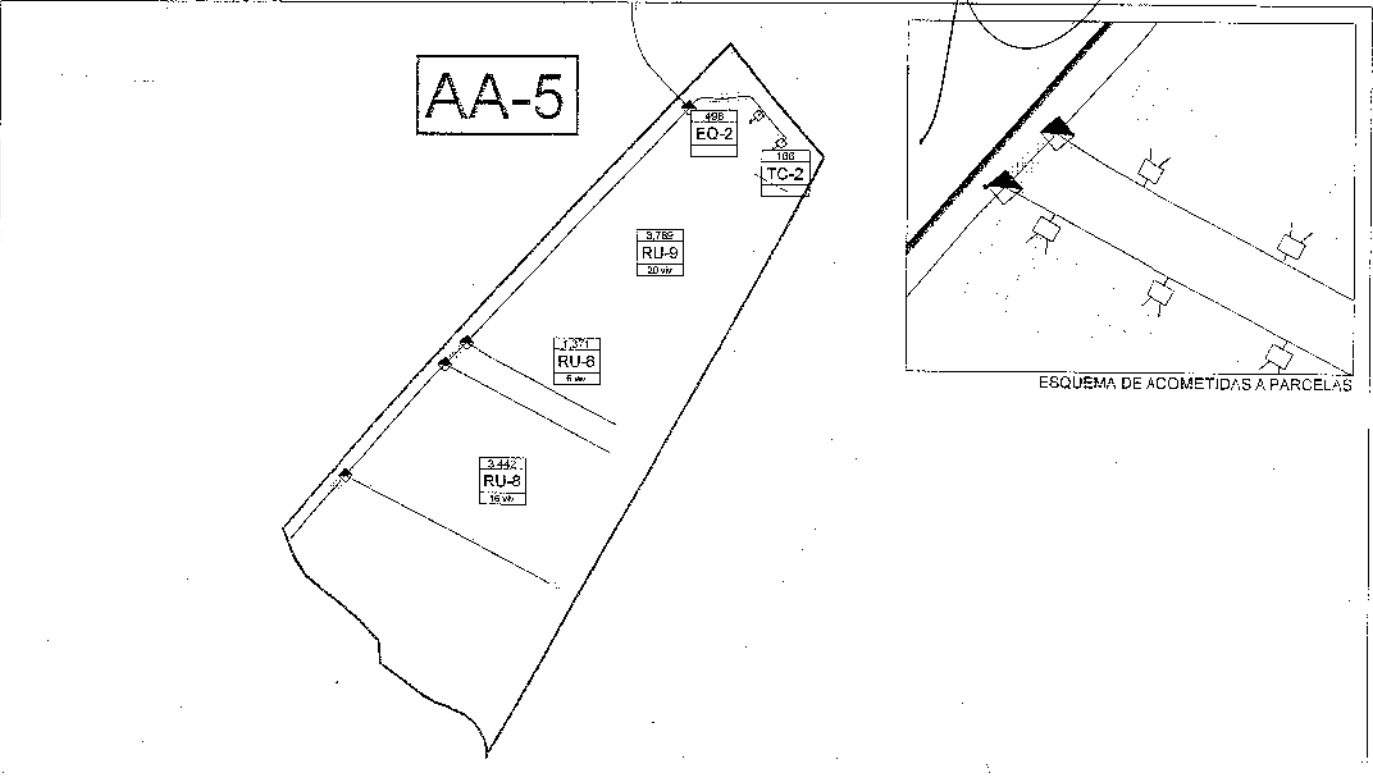 AA-5
498
EQ-2
166
TC-2
3.789
RU-9
20 viv
1.371
RU-8
6 viv
3.442
RU-8
16 viv
ESQUEMA DE ACOMETIDAS A PARCELAS